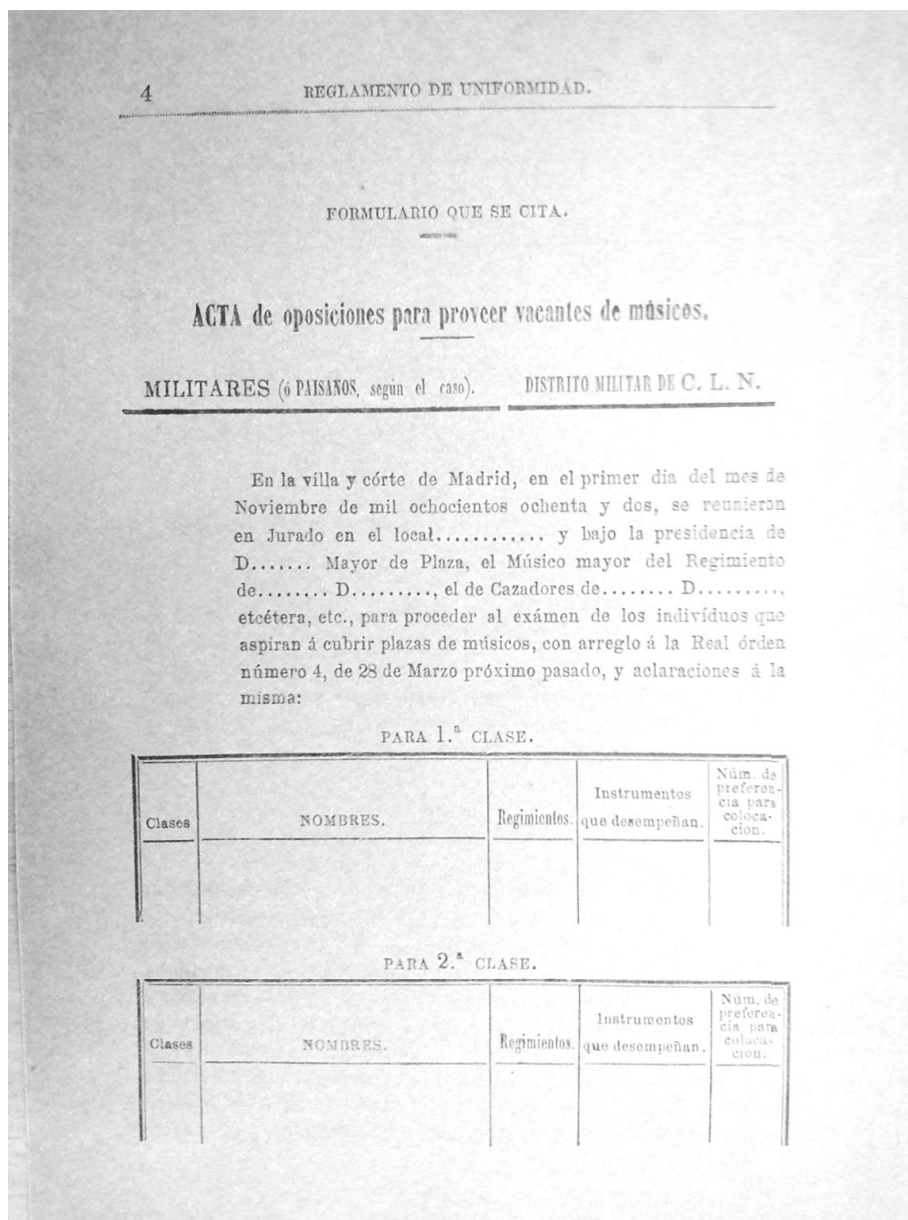 4 REGLAMENTO DE UNIFORMIDAD.
FORMULARIO QUE SE CITA.
ACTA de oposiciones para proveer vacantes de músicos.
MILITARES (ó PAISANOS, según el caso). DISTRITO MILITAR DE C. L. N.
En la villa y córte de Madrid, en el primer dia del mes de
Noviembre de mil ochocientos ochenta y dos, se reunieron
en Jurado en el local............ y bajo la presidencia de
D....... Mayor de Plaza, el Músico mayor del Regimiento
de........ D........., el de Cazadores de........ D.........,
etcétera, etc., para proceder al exámen de los indivíduos que
aspiran á cubrir plazas de músicos, con arreglo á la Real órden
número 4, de 28 de Marzo próximo pasado, y aclaraciones á la
misma:
PARA 1.ª CLASE.
Clases
NOMBRES.
Regimientos.
Instrumentos
que desempeñan.
Núm. de
preferen-
cia para
coloca-
cion.
PARA 2.ª CLASE.
Clases
NOMBRES.
Regimientos.
Instrumentos
que desempeñan.
Núm. de
preferen-
cia para
coloca-
cion.